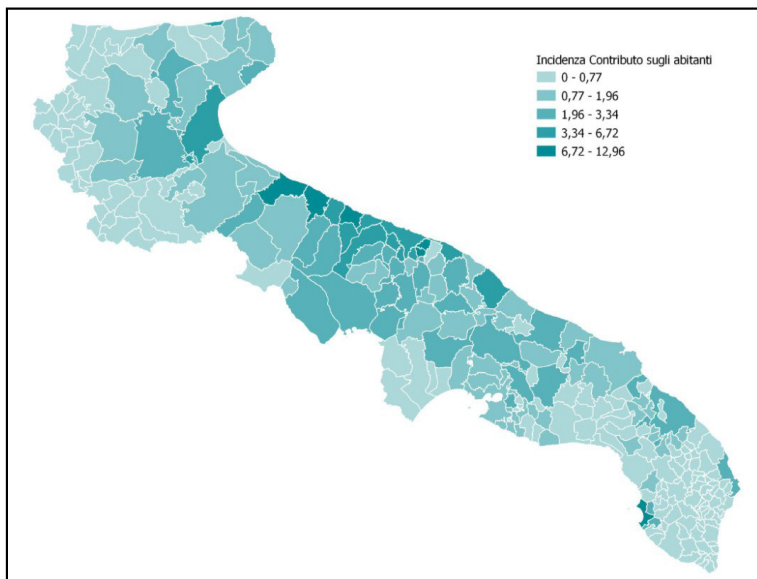 Incidenza Contributo sugli abitanti
0 - 0,77
0,77 - 1,96
1,96 - 3,34
3,34 - 6,72
6,72 - 12,96